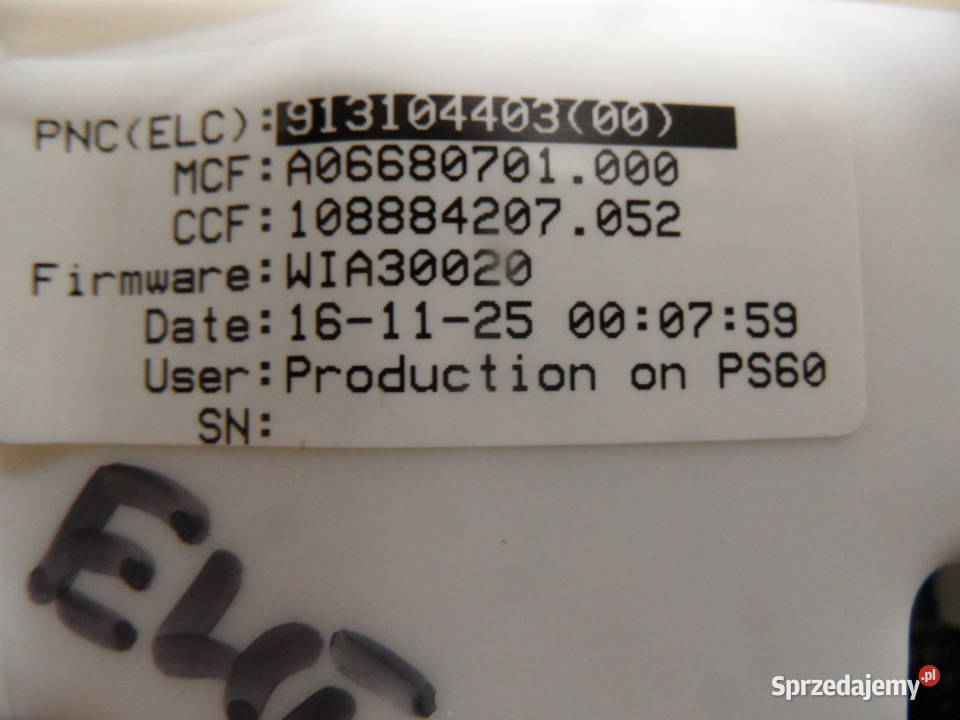 PNC(ELC):913104403(00)
MCF:A06680701.000
CCF:108884207.052
Firmware:WIA30020
Date:16-11-25 00:07:59
User:Production on PS60
SN:
Sprzedajemy.pl